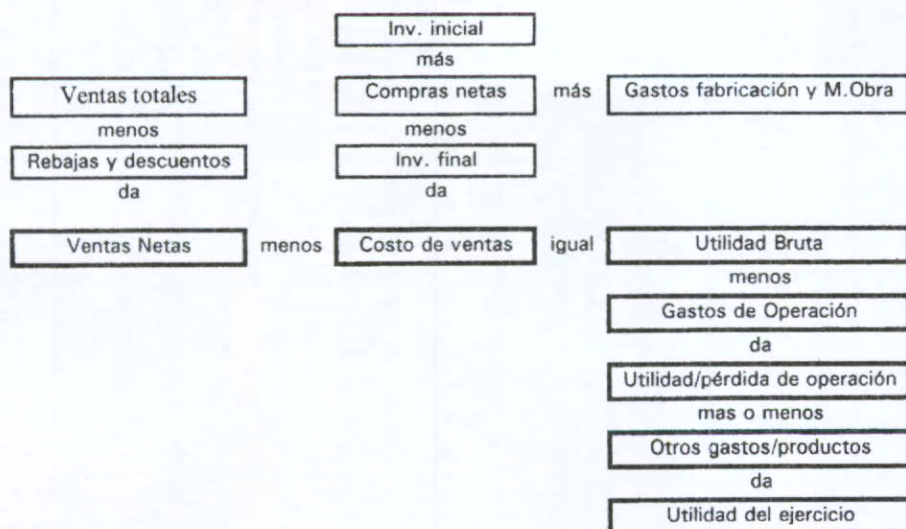 Inv. inicial
más
Ventas totales Compras netas más Gastos fabricación y M.Obra
menos menos
Rebajas y descuentos Inv. final
da da
Ventas Netas menos Costo de ventas igual Utilidad Bruta
menos
Gastos de Operación
da
Utilidad/pérdida de operación
mas o menos
Otros gastos/productos
da
Utilidad del ejercicio